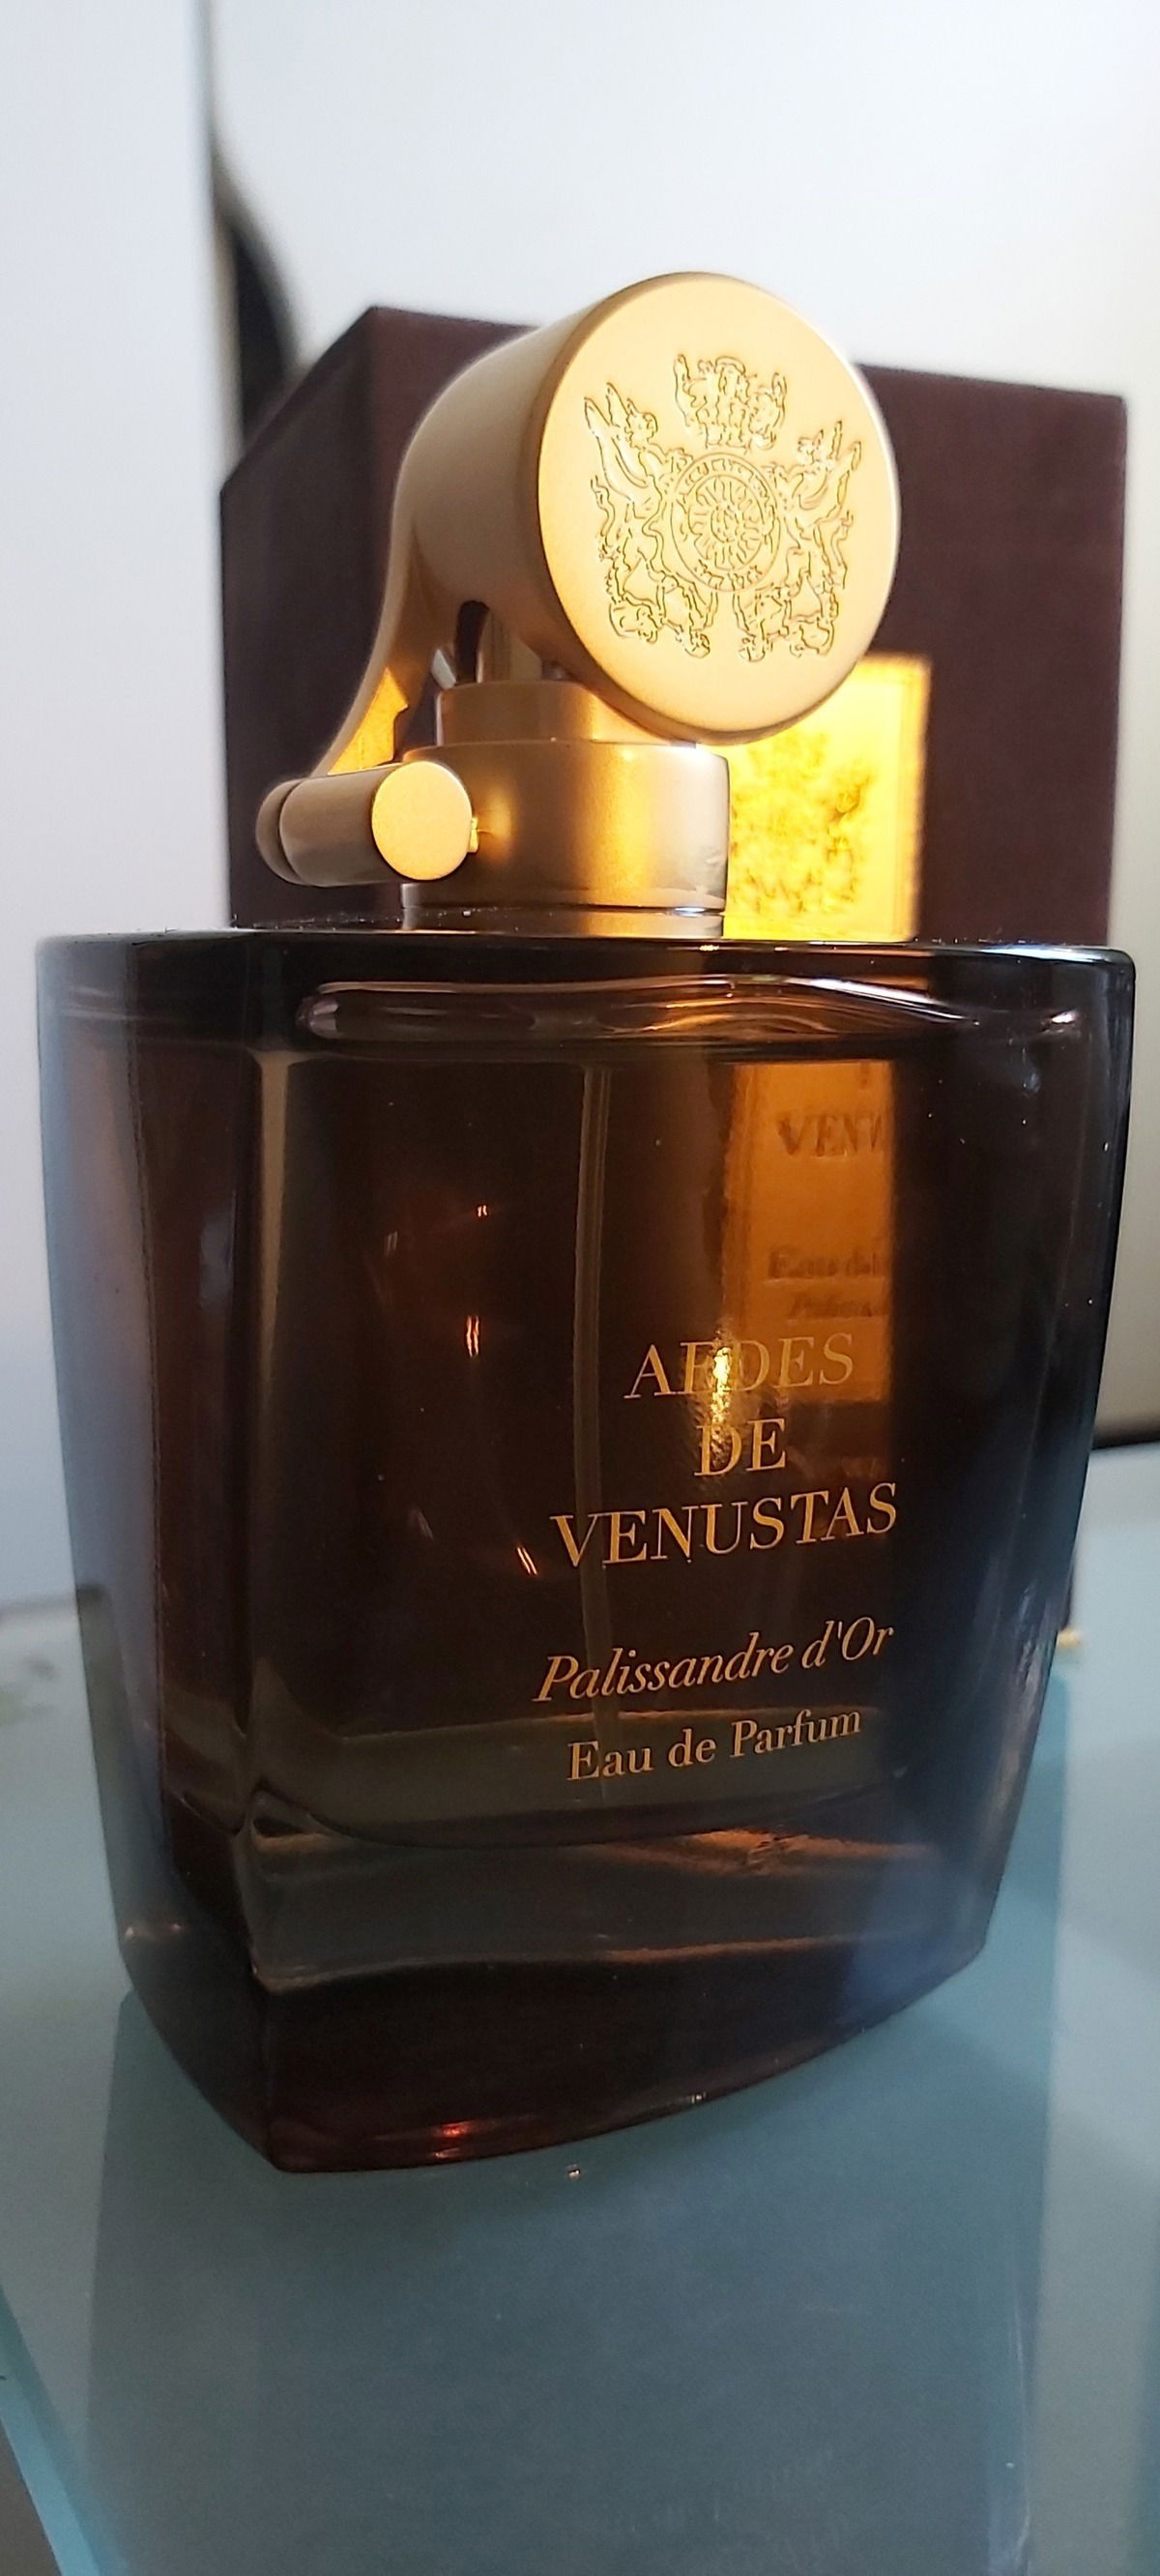 AEDES
DE
VENUSTAS
Palissandre d'Or
Eau de Parfum